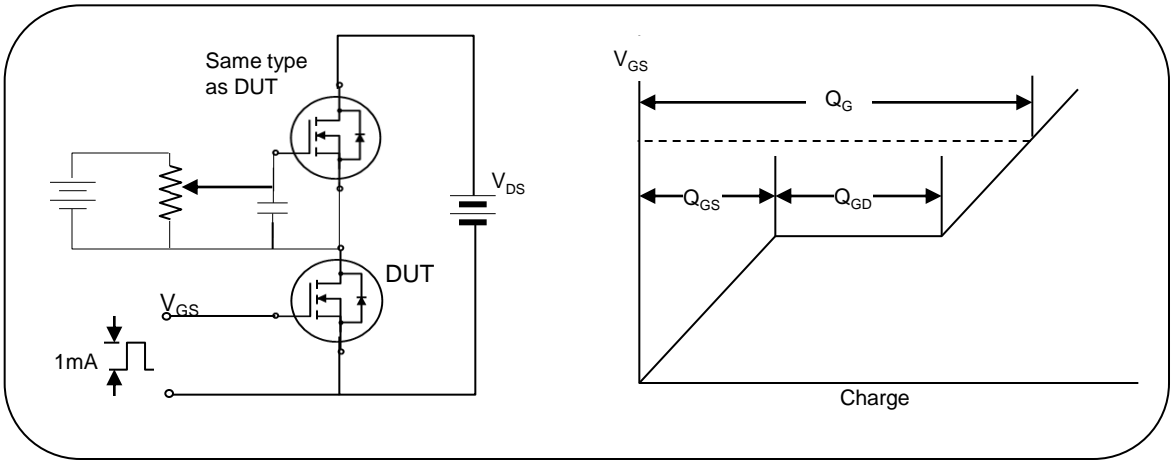 Same type
as DUT
V_DS
DUT
V_GS
1mA
V_GS
Q_G
Q_GS
Q_GD
Charge